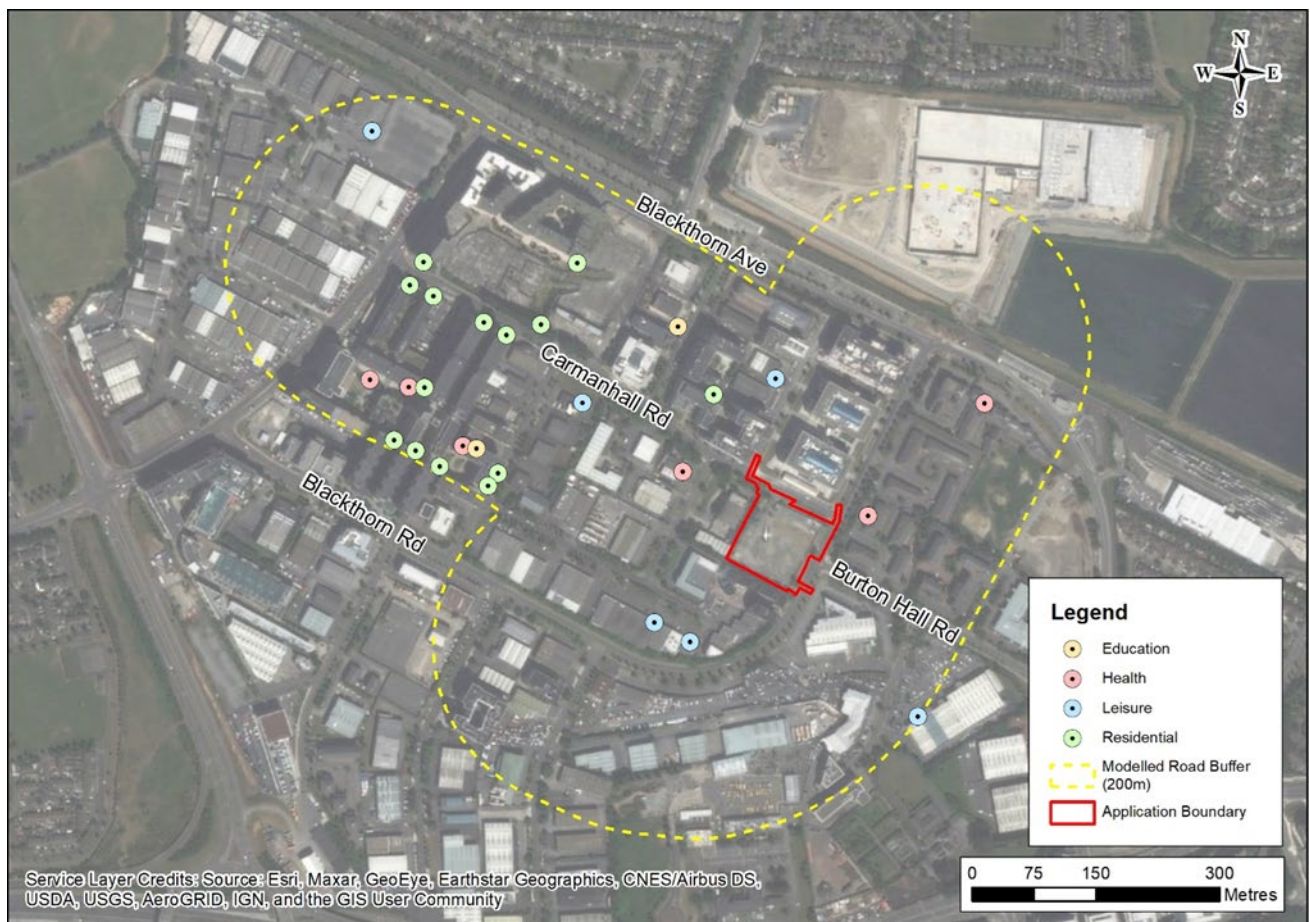 N
W E
S
Blackthorn Ave
Carmanhall Rd
Blackthorn Rd
Burton Hall Rd
Legend
Education
Health
Leisure
Residential
Modelled Road Buffer
(200m)
Application Boundary
0 75 150 300
Metres
Service Layer Credits: Source: Esri, Maxar, GeoEye, Earthstar Geographics, CNES/Airbus DS,
USDA, USGS, AeroGRID, IGN, and the GIS User Community